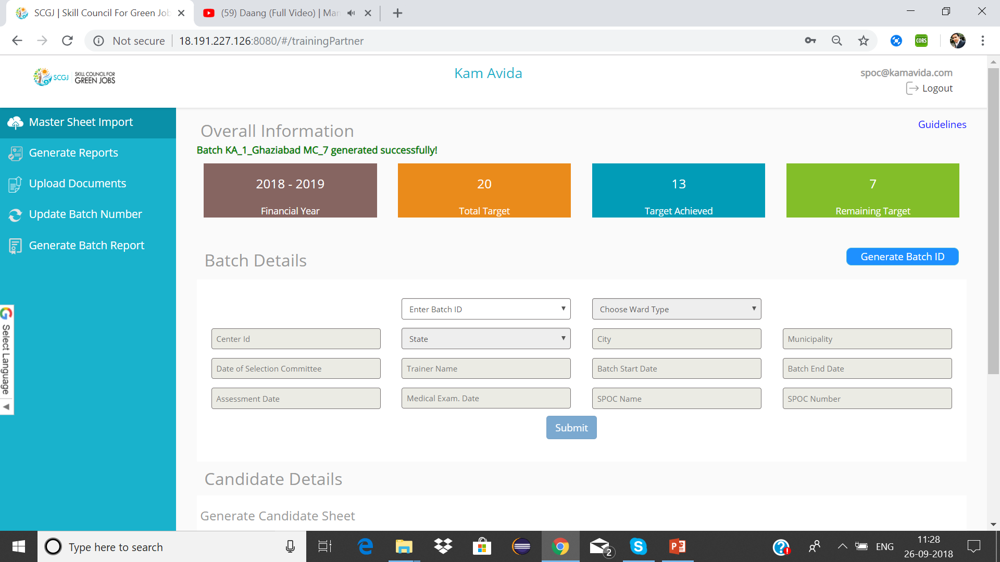 SCGJ | Skill Council For Green Job
(59) Daang (Full Video) | Man
Not secure
18.191.227.126:8080/#/trainingPartner
CORS
SCGJ
SKILL COUNCIL FOR
GREEN JOBS
Kam Avida
spoc@kamavida.com
Logout
Master Sheet Import
Generate Reports
Upload Documents
Update Batch Number
Generate Batch Report
Select Language
Overall Information
Guidelines
Batch KA_1_Ghaziabad MC_7 generated successfully!
2018 - 2019
Financial Year
20
Total Target
13
Target Achieved
7
Remaining Target
Batch Details
Generate Batch ID
Enter Batch ID
Choose Ward Type
Center Id
State
City
Municipality
Date of Selection Committee
Trainer Name
Batch Start Date
Batch End Date
Assessment Date
Medical Exam. Date
SPOC Name
SPOC Number
Submit
Candidate Details
Generate Candidate Sheet
Type here to search
2
ENG
11:28
26-09-2018